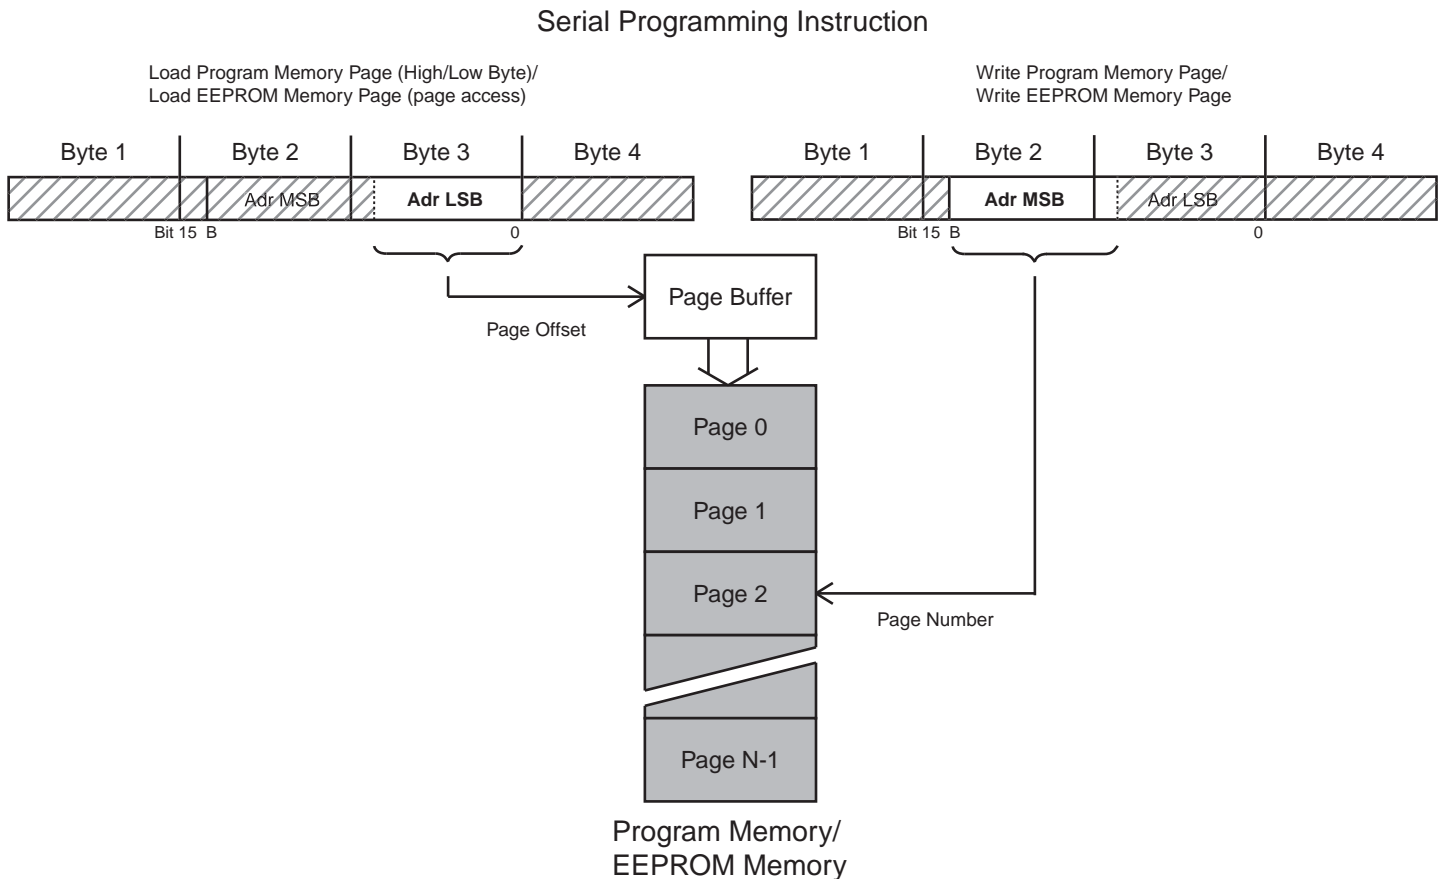 Serial Programming Instruction
Load Program Memory Page (High/Low Byte)/
Load EEPROM Memory Page (page access)
Write Program Memory Page/
Write EEPROM Memory Page
Byte 1 Byte 2 Byte 3 Byte 4
Adr MSB Adr LSB
Bit 15 B 0
Byte 1 Byte 2 Byte 3 Byte 4
Adr MSB Adr LSB
Bit 15 B 0
Page Buffer
Page Offset
Page 0
Page 1
Page 2
Page Number
Page N-1
Program Memory/
EEPROM Memory